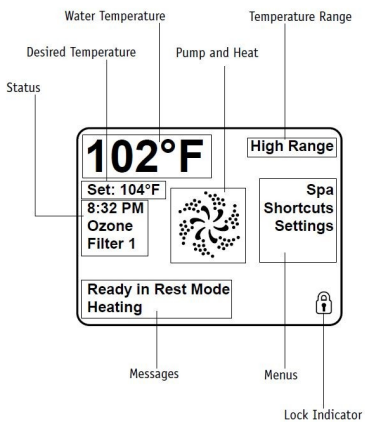 Water Temperature
Temperature Range
Desired Temperature
Pump and Heat
Status
102°F
High Range
Set: 104°F
8:32 PM
Ozone
Filter 1
Spa
Shortcuts
Settings
Ready in Rest Mode
Heating
Messages
Menus
Lock Indicator